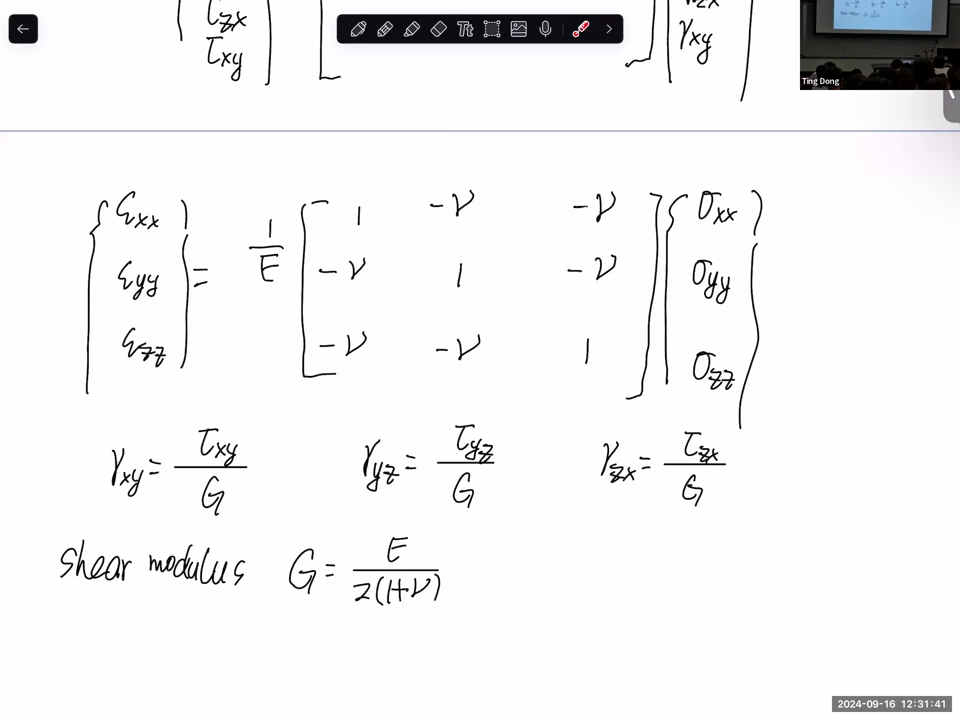 τzx γzx
τxy γxy
Ting Dong
{εxx εyy εzz} = 1/E [1 -ν -ν; -ν 1 -ν; -ν -ν 1] {σxx σyy σzz}
γxy = τxy/G γyz = τyz/G γzx = τzx/G
shear modulus G = E/2(1+ν)
2024-09-16 12:31:41